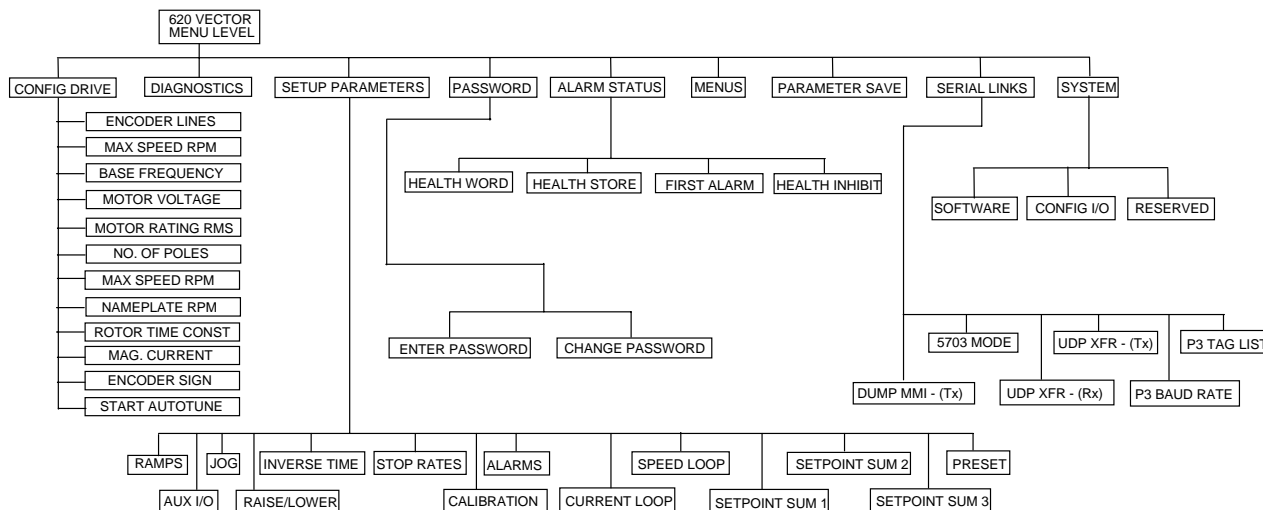 620 VECTOR
MENU LEVEL
CONFIG DRIVE
DIAGNOSTICS
SETUP PARAMETERS
PASSWORD
ALARM STATUS
MENUS
PARAMETER SAVE
SERIAL LINKS
SYSTEM
ENCODER LINES
MAX SPEED RPM
BASE FREQUENCY
MOTOR VOLTAGE
MOTOR RATING RMS
NO. OF POLES
MAX SPEED RPM
NAMEPLATE RPM
ROTOR TIME CONST
MAG. CURRENT
ENCODER SIGN
START AUTOTUNE
HEALTH WORD
HEALTH STORE
FIRST ALARM
HEALTH INHIBIT
SOFTWARE
CONFIG I/O
RESERVED
ENTER PASSWORD
CHANGE PASSWORD
5703 MODE
UDP XFR - (Tx)
P3 TAG LIST
DUMP MMI - (Tx)
UDP XFR - (Rx)
P3 BAUD RATE
RAMPS
JOG
INVERSE TIME
STOP RATES
ALARMS
SPEED LOOP
SETPOINT SUM 2
PRESET
AUX I/O
RAISE/LOWER
CALIBRATION
CURRENT LOOP
SETPOINT SUM 1
SETPOINT SUM 3